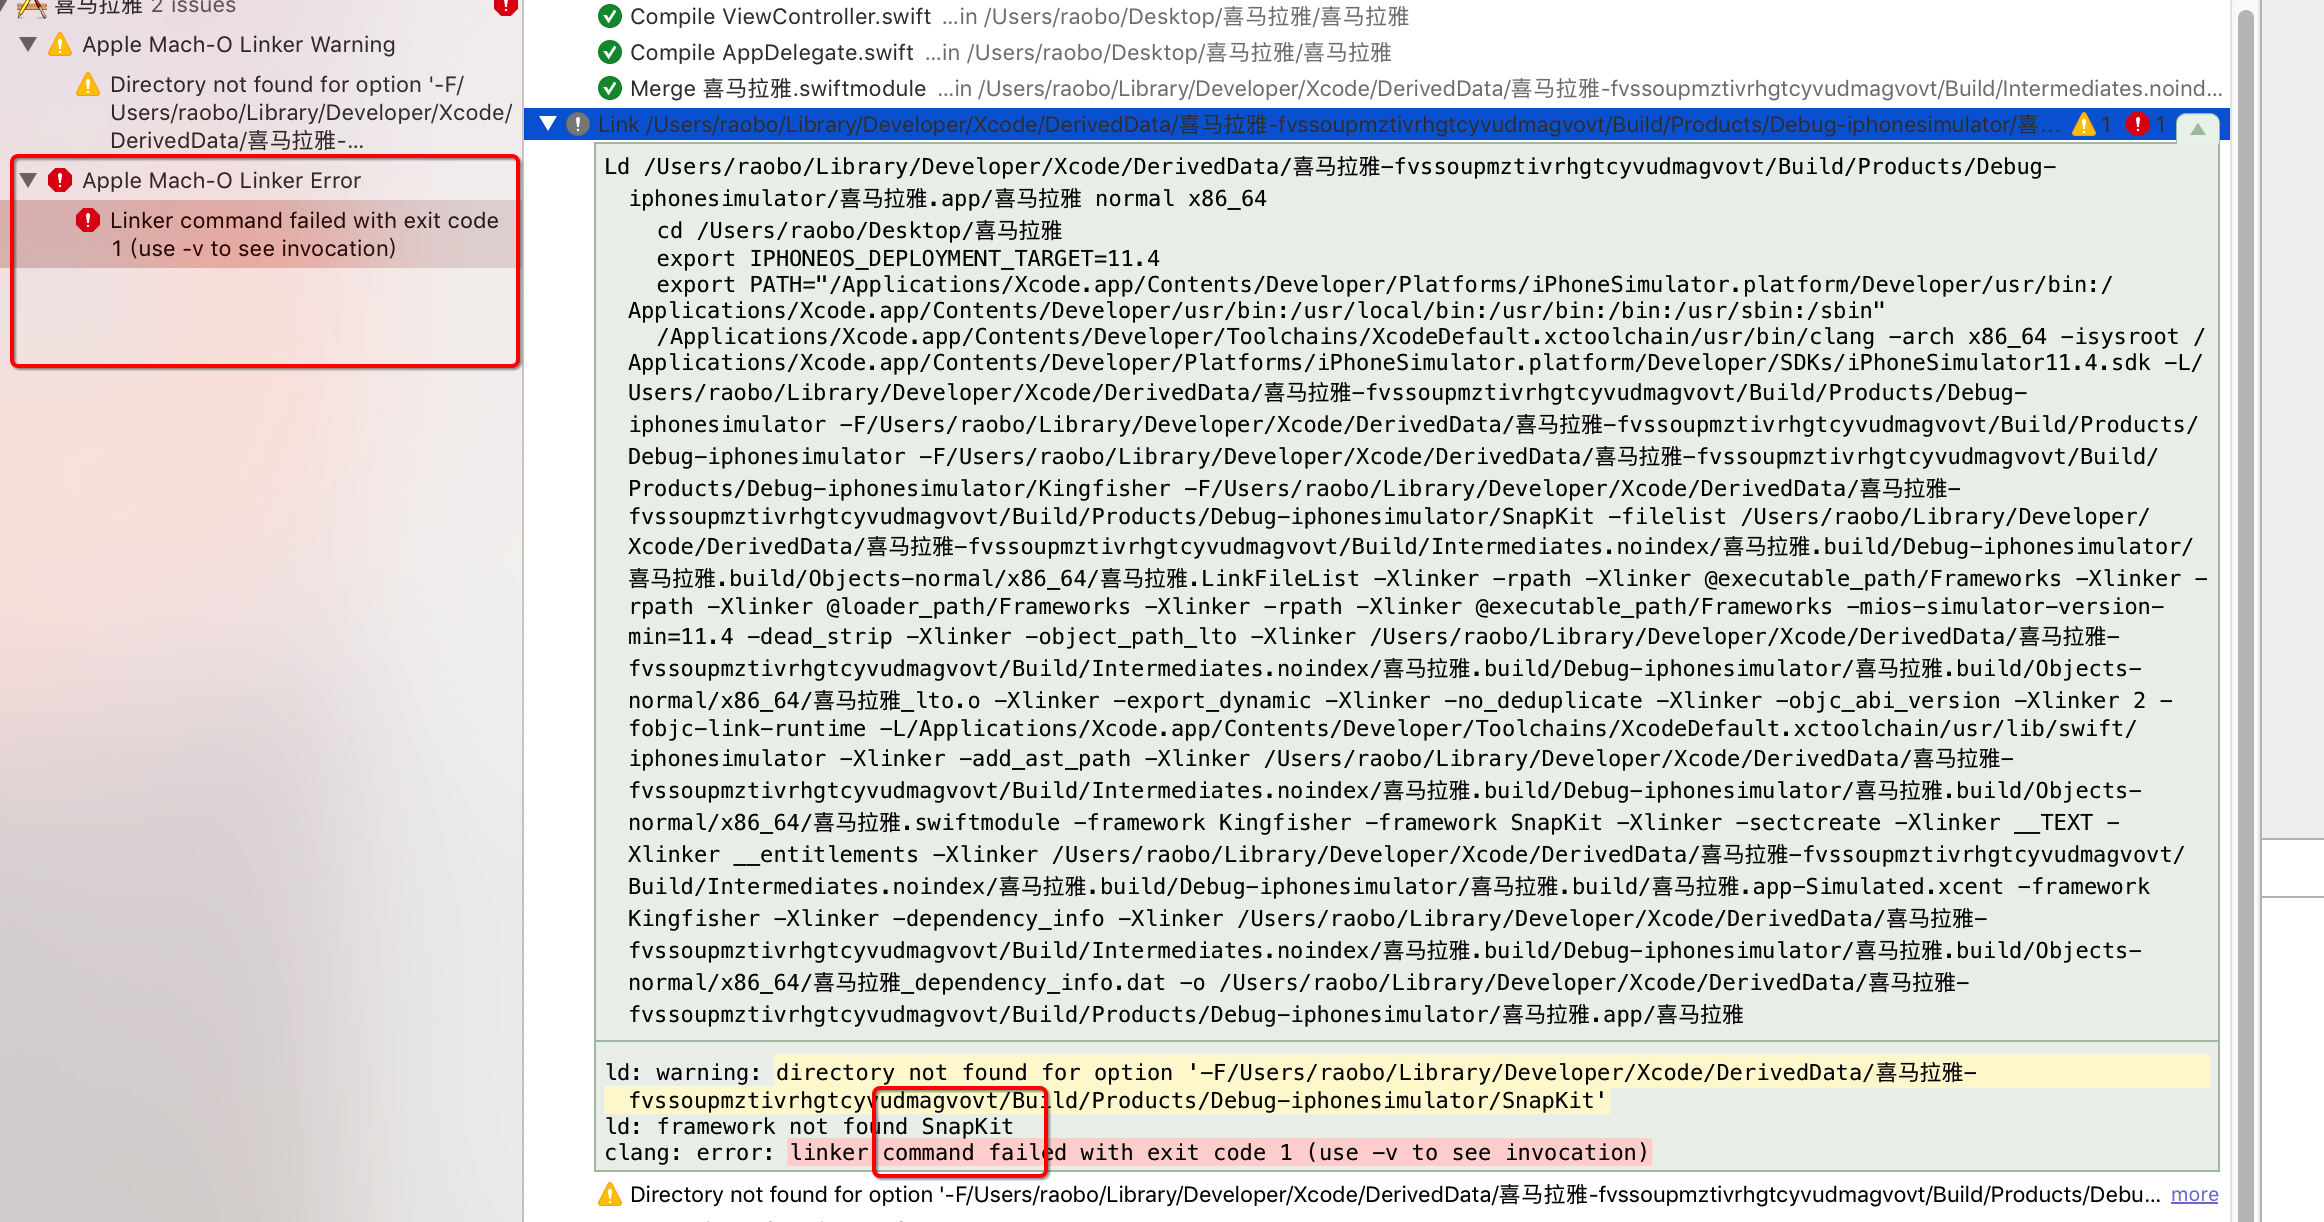 喜马拉雅 2 issues
Apple Mach-O Linker Warning
Directory not found for option '-F/
Users/raobo/Library/Developer/Xcode/
DerivedData/喜马拉雅-...
Apple Mach-O Linker Error
Linker command failed with exit code
1 (use -v to see invocation)
Compile ViewController.swift ...in /Users/raobo/Desktop/喜马拉雅/喜马拉雅
Compile AppDelegate.swift ...in /Users/raobo/Desktop/喜马拉雅/喜马拉雅
Merge 喜马拉雅.swiftmodule ...in /Users/raobo/Library/Developer/Xcode/DerivedData/喜马拉雅-fvssoupmztivrhgtcyvudmagvovt/Build/Intermediates.noind...
Link /Users/raobo/Library/Developer/Xcode/DerivedData/喜马拉雅-fvssoupmztivrhgtcyvudmagvovt/Build/Products/Debug-iphonesimulator/喜... 1 1
Ld /Users/raobo/Library/Developer/Xcode/DerivedData/喜马拉雅-fvssoupmztivrhgtcyvudmagvovt/Build/Products/Debug-
iphonesimulator/喜马拉雅.app/喜马拉雅 normal x86_64
cd /Users/raobo/Desktop/喜马拉雅
export IPHONEOS_DEPLOYMENT_TARGET=11.4
export PATH="/Applications/Xcode.app/Contents/Developer/Platforms/iPhoneSimulator.platform/Developer/usr/bin:/
Applications/Xcode.app/Contents/Developer/usr/bin:/usr/local/bin:/usr/bin:/bin:/usr/sbin:/sbin"
/Applications/Xcode.app/Contents/Developer/Toolchains/XcodeDefault.xctoolchain/usr/bin/clang -arch x86_64 -isysroot /
Applications/Xcode.app/Contents/Developer/Platforms/iPhoneSimulator.platform/Developer/SDKs/iPhoneSimulator11.4.sdk -L/
Users/raobo/Library/Developer/Xcode/DerivedData/喜马拉雅-fvssoupmztivrhgtcyvudmagvovt/Build/Products/Debug-
iphonesimulator -F/Users/raobo/Library/Developer/Xcode/DerivedData/喜马拉雅-fvssoupmztivrhgtcyvudmagvovt/Build/Products/
Debug-iphonesimulator -F/Users/raobo/Library/Developer/Xcode/DerivedData/喜马拉雅-fvssoupmztivrhgtcyvudmagvovt/Build/
Products/Debug-iphonesimulator/Kingfisher -F/Users/raobo/Library/Developer/Xcode/DerivedData/喜马拉雅-
fvssoupmztivrhgtcyvudmagvovt/Build/Products/Debug-iphonesimulator/SnapKit -filelist /Users/raobo/Library/Developer/
Xcode/DerivedData/喜马拉雅-fvssoupmztivrhgtcyvudmagvovt/Build/Intermediates.noindex/喜马拉雅.build/Debug-iphonesimulator/
喜马拉雅.build/Objects-normal/x86_64/喜马拉雅.LinkFileList -Xlinker -rpath -Xlinker @executable_path/Frameworks -Xlinker -
rpath -Xlinker @loader_path/Frameworks -Xlinker -rpath -Xlinker @executable_path/Frameworks -mios-simulator-version-
min=11.4 -dead_strip -Xlinker -object_path_lto -Xlinker /Users/raobo/Library/Developer/Xcode/DerivedData/喜马拉雅-
fvssoupmztivrhgtcyvudmagvovt/Build/Intermediates.noindex/喜马拉雅.build/Debug-iphonesimulator/喜马拉雅.build/Objects-
normal/x86_64/喜马拉雅_lto.o -Xlinker -export_dynamic -Xlinker -no_deduplicate -Xlinker -objc_abi_version -Xlinker 2 -
fobjc-link-runtime -L/Applications/Xcode.app/Contents/Developer/Toolchains/XcodeDefault.xctoolchain/usr/lib/swift/
iphonesimulator -Xlinker -add_ast_path -Xlinker /Users/raobo/Library/Developer/Xcode/DerivedData/喜马拉雅-
fvssoupmztivrhgtcyvudmagvovt/Build/Intermediates.noindex/喜马拉雅.build/Debug-iphonesimulator/喜马拉雅.build/Objects-
normal/x86_64/喜马拉雅.swiftmodule -framework Kingfisher -framework SnapKit -Xlinker -sectcreate -Xlinker __TEXT -
Xlinker __entitlements -Xlinker /Users/raobo/Library/Developer/Xcode/DerivedData/喜马拉雅-fvssoupmztivrhgtcyvudmagvovt/
Build/Intermediates.noindex/喜马拉雅.build/Debug-iphonesimulator/喜马拉雅.build/喜马拉雅.app-Simulated.xcent -framework
Kingfisher -Xlinker -dependency_info -Xlinker /Users/raobo/Library/Developer/Xcode/DerivedData/喜马拉雅-
fvssoupmztivrhgtcyvudmagvovt/Build/Intermediates.noindex/喜马拉雅.build/Debug-iphonesimulator/喜马拉雅.build/Objects-
normal/x86_64/喜马拉雅_dependency_info.dat -o /Users/raobo/Library/Developer/Xcode/DerivedData/喜马拉雅-
fvssoupmztivrhgtcyvudmagvovt/Build/Products/Debug-iphonesimulator/喜马拉雅.app/喜马拉雅
ld: warning: directory not found for option '-F/Users/raobo/Library/Developer/Xcode/DerivedData/喜马拉雅-
fvssoupmztivrhgtcyvudmagvovt/Build/Products/Debug-iphonesimulator/SnapKit'
ld: framework not found SnapKit
clang: error: linker command failed with exit code 1 (use -v to see invocation)
Directory not found for option '-F/Users/raobo/Library/Developer/Xcode/DerivedData/喜马拉雅-fvssoupmztivrhgtcyvudmagvovt/Build/Products/Debu... more